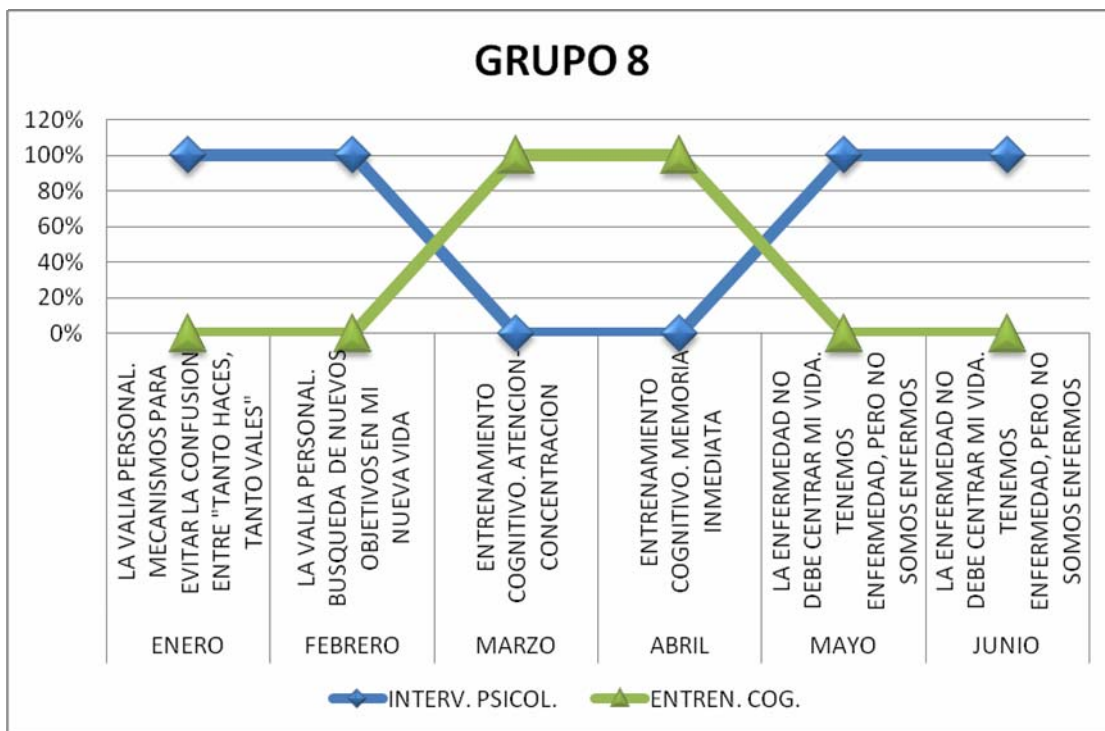 GRUPO 8
120%
100%
80%
60%
40%
20%
0%
LA VALIA PERSONAL.
MECANISMOS PARA
EVITAR LA CONFUSION
ENTRE "TANTO HACES,
TANTO VALES"
LA VALIA PERSONAL.
BUSQUEDA DE NUEVOS
OBJETIVOS EN MI
NUEVA VIDA
ENTRENAMIENTO
COGNITIVO. ATENCION-
CONCENTRACION
ENTRENAMIENTO
COGNITIVO. MEMORIA
INMEDIATA
LA ENFERMEDAD NO
DEBE CENTRAR MI VIDA.
TENEMOS
ENFERMEDAD, PERO NO
SOMOS ENFERMOS
LA ENFERMEDAD NO
DEBE CENTRAR MI VIDA.
TENEMOS
ENFERMEDAD, PERO NO
SOMOS ENFERMOS
ENERO
FEBRERO
MARZO
ABRIL
MAYO
JUNIO
INTERV. PSICOL.
ENTREN. COG.